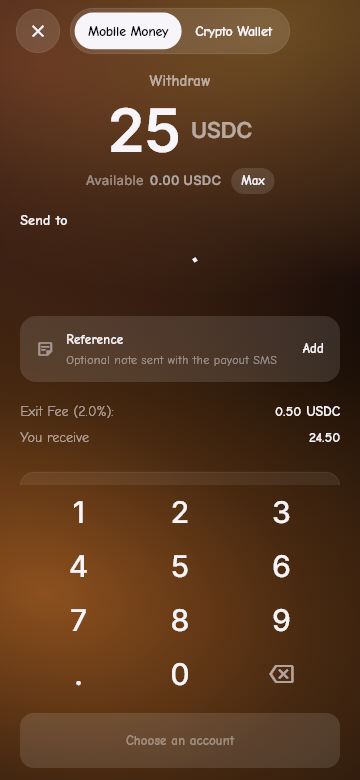 Mobile Money Crypto Wallet
Withdraw
25 USDC
Available 0.00 USDC Max
Send to
Reference
Optional note sent with the payout SMS
Add
Exit Fee (2.0%): 0.50 USDC
You receive 24.50
1 2 3
4 5 6
7 8 9
. 0
Choose an account